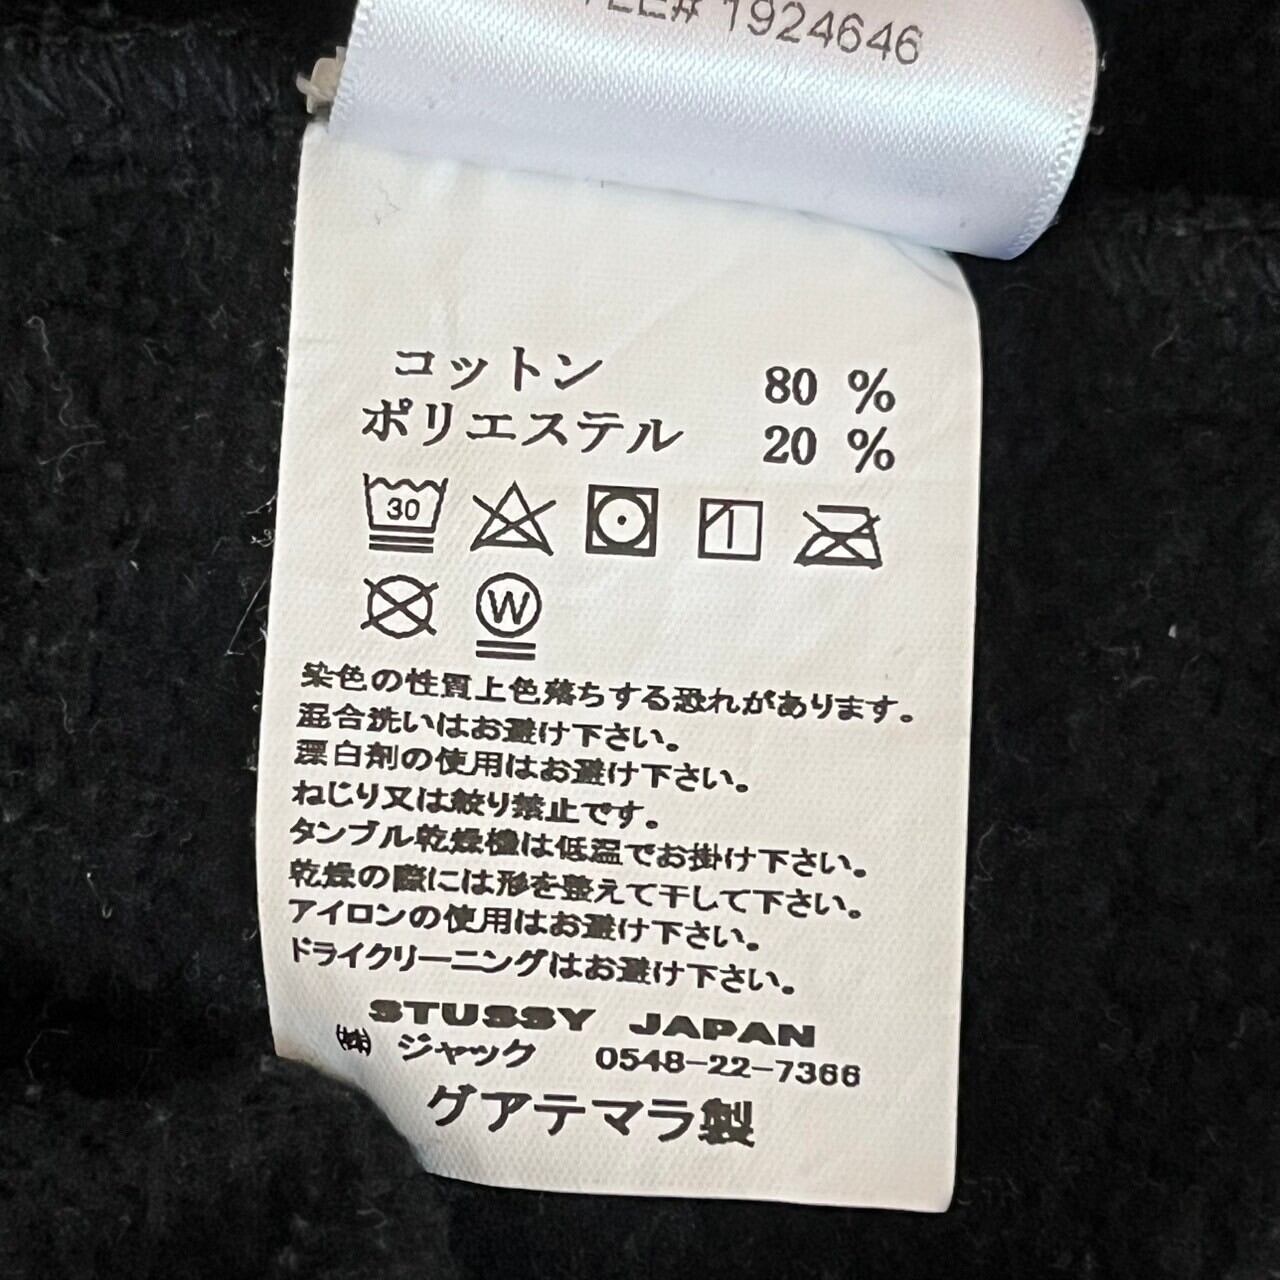 # 1924646
コットン 80 %
ポリエステル 20 %
30
W
染色の性質上色落ちする恐れがあります。
混合洗いはお避け下さい。
漂白剤の使用はお避け下さい。
ねじり又は絞り禁止です。
タンブル乾燥機は低温でお掛け下さい。
乾燥の際には形を整えて干して下さい。
アイロンの使用はお避け下さい。
ドライクリーニングはお避け下さい。
STUSSY JAPAN
㈱ ジャック 0548-22-7366
グアテマラ製